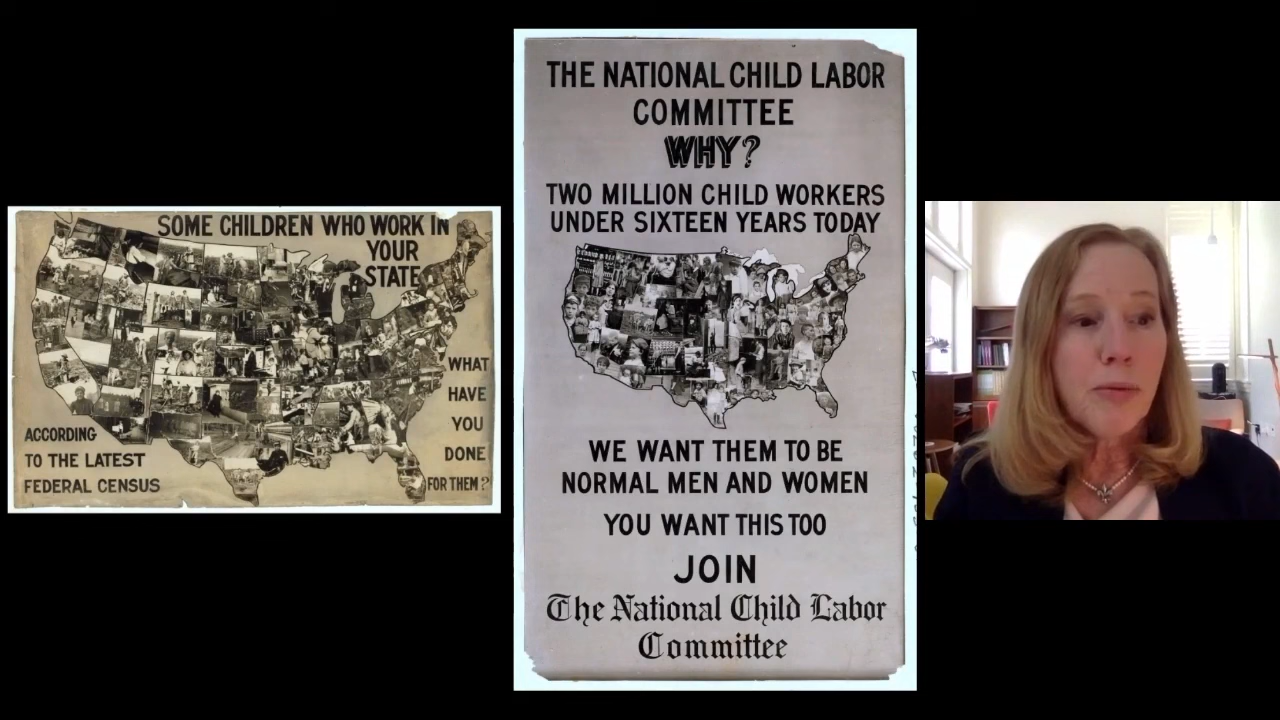 SOME CHILDREN WHO WORK IN
YOUR
STATE
WHAT
HAVE
YOU
DONE
FOR THEM?
ACCORDING
TO THE LATEST
FEDERAL CENSUS
THE NATIONAL CHILD LABOR
COMMITTEE
WHY?
TWO MILLION CHILD WORKERS
UNDER SIXTEEN YEARS TODAY
WE WANT THEM TO BE
NORMAL MEN AND WOMEN
YOU WANT THIS TOO
JOIN
The National Child Labor
Committee